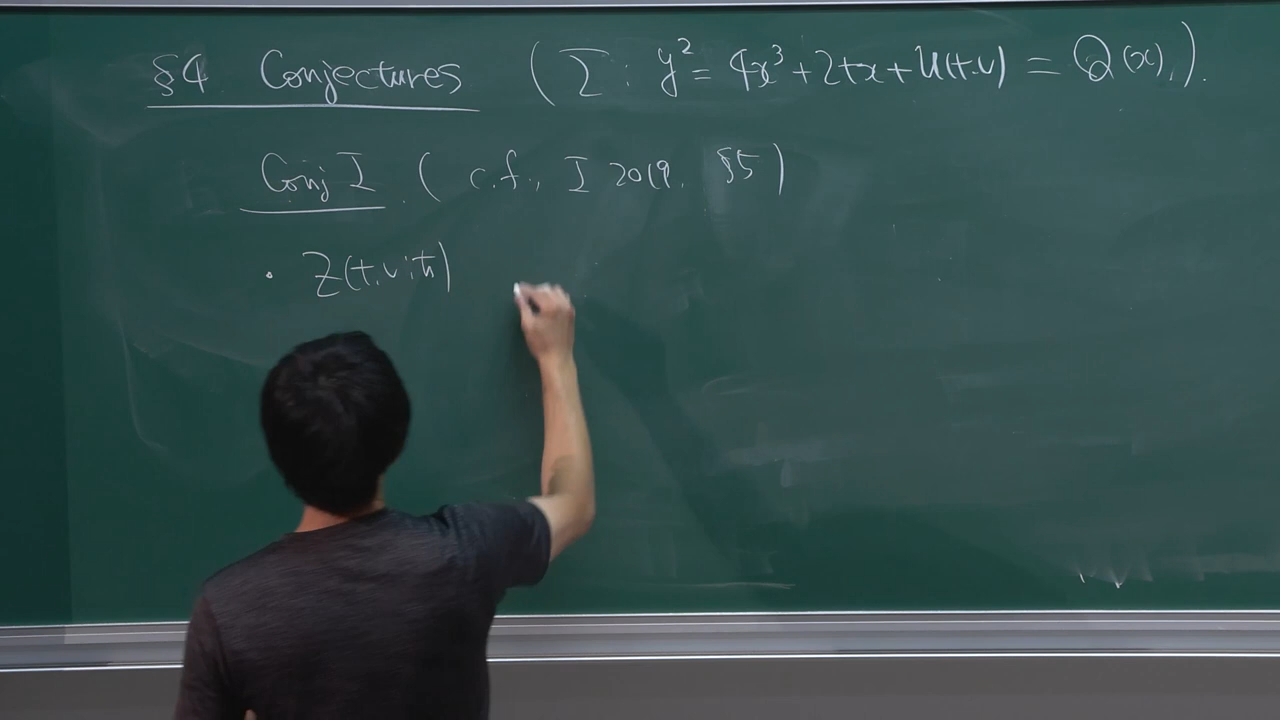 §4 Conjectures ( Σ : y² = 4x³ + 2tx + u(t,ν) = Q(x) ).
Conj I ( c.f., I 2019, §5 )
· Z(t,ν;ħ)